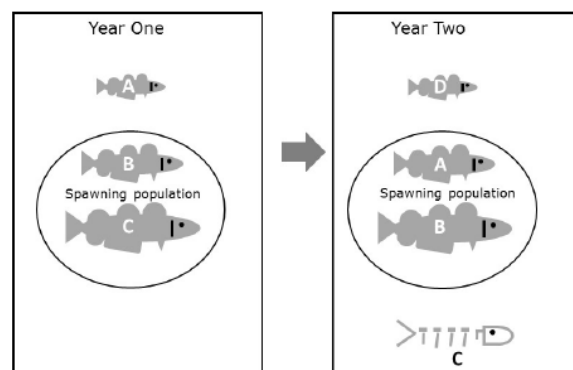 Year One
A
B
Spawning population
C
Year Two
D
A
Spawning population
B
C